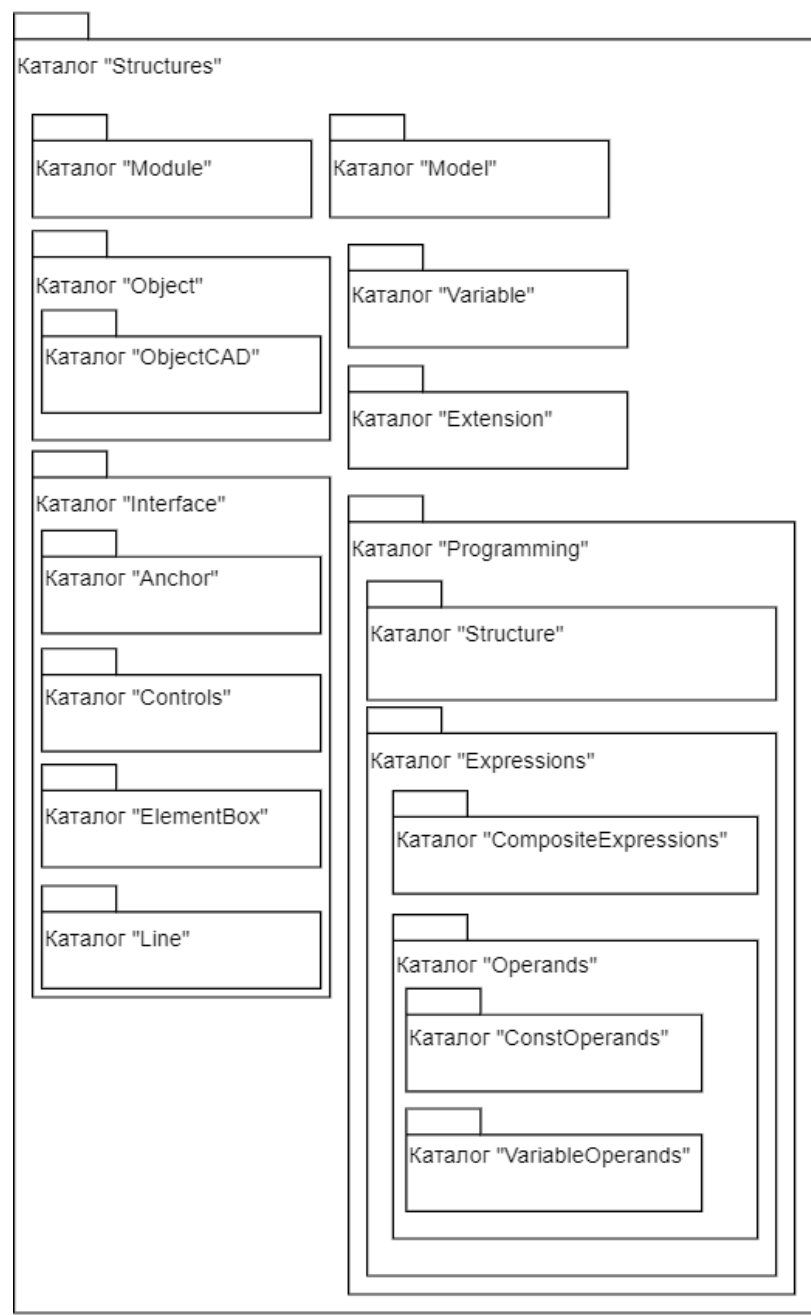 Каталог "Structures"
Каталог "Module"
Каталог "Model"
Каталог "Object"
Каталог "ObjectCAD"
Каталог "Variable"
Каталог "Extension"
Каталог "Interface"
Каталог "Anchor"
Каталог "Controls"
Каталог "ElementBox"
Каталог "Line"
Каталог "Programming"
Каталог "Structure"
Каталог "Expressions"
Каталог "CompositeExpressions"
Каталог "Operands"
Каталог "ConstOperands"
Каталог "VariableOperands"